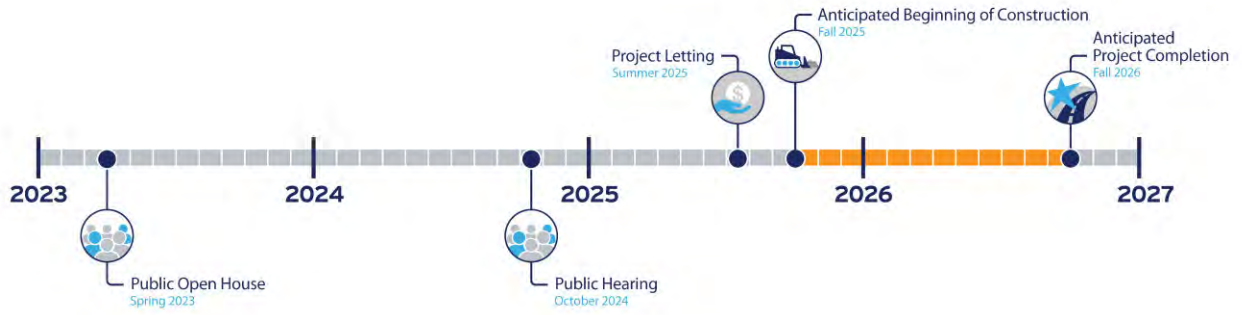 Anticipated Beginning of Construction
Fall 2025
Project Letting
Summer 2025
Anticipated
Project Completion
Fall 2026
$
2023
2024
2025
2026
2027
Public Open House
Spring 2023
Public Hearing
October 2024